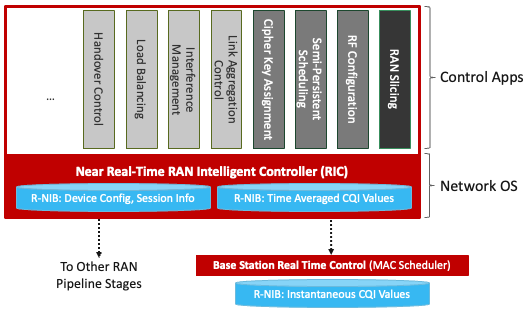 ...
Handover Control
Load Balancing
Interference
Management
Link Aggregation
Control
Cipher Key Assignment
Semi-Persistent
Scheduling
RF Configuration
RAN Slicing
Control Apps
Near Real-Time RAN Intelligent Controller (RIC)
R-NIB: Device Config, Session Info
R-NIB: Time Averaged CQI Values
Network OS
To Other RAN
Pipeline Stages
Base Station Real Time Control (MAC Scheduler)
R-NIB: Instantaneous CQI Values